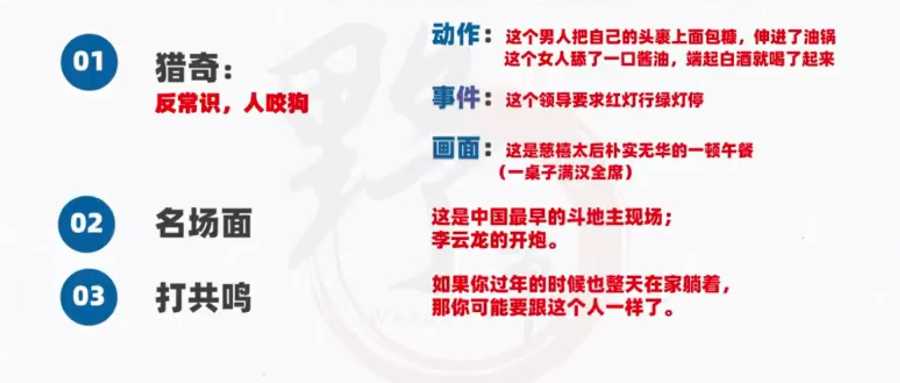 01
猎奇：
反常识，人咬狗
动作：这个男人把自己的头裹上面包糠，伸进了油锅
这个女人舔了一口酱油，端起白酒就喝了起来
事件：这个领导要求红灯行绿灯停
画面：这是慈禧太后朴实无华的一顿午餐
（一桌子满汉全席）
02
名场面
这是中国最早的斗地主现场；
李云龙的开炮。
03
打共鸣
如果你过年的时候也整天在家躺着，
那你可能要跟这个人一样了。
野